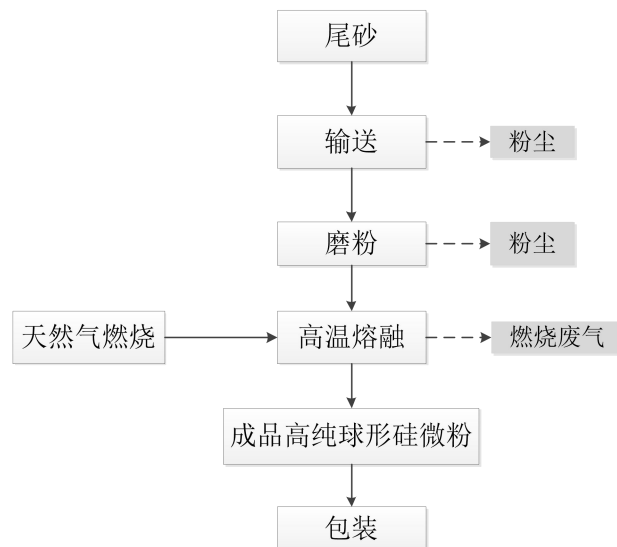 尾砂
输送
粉尘
磨粉
粉尘
天然气燃烧
高温熔融
燃烧废气
成品高纯球形硅微粉
包装